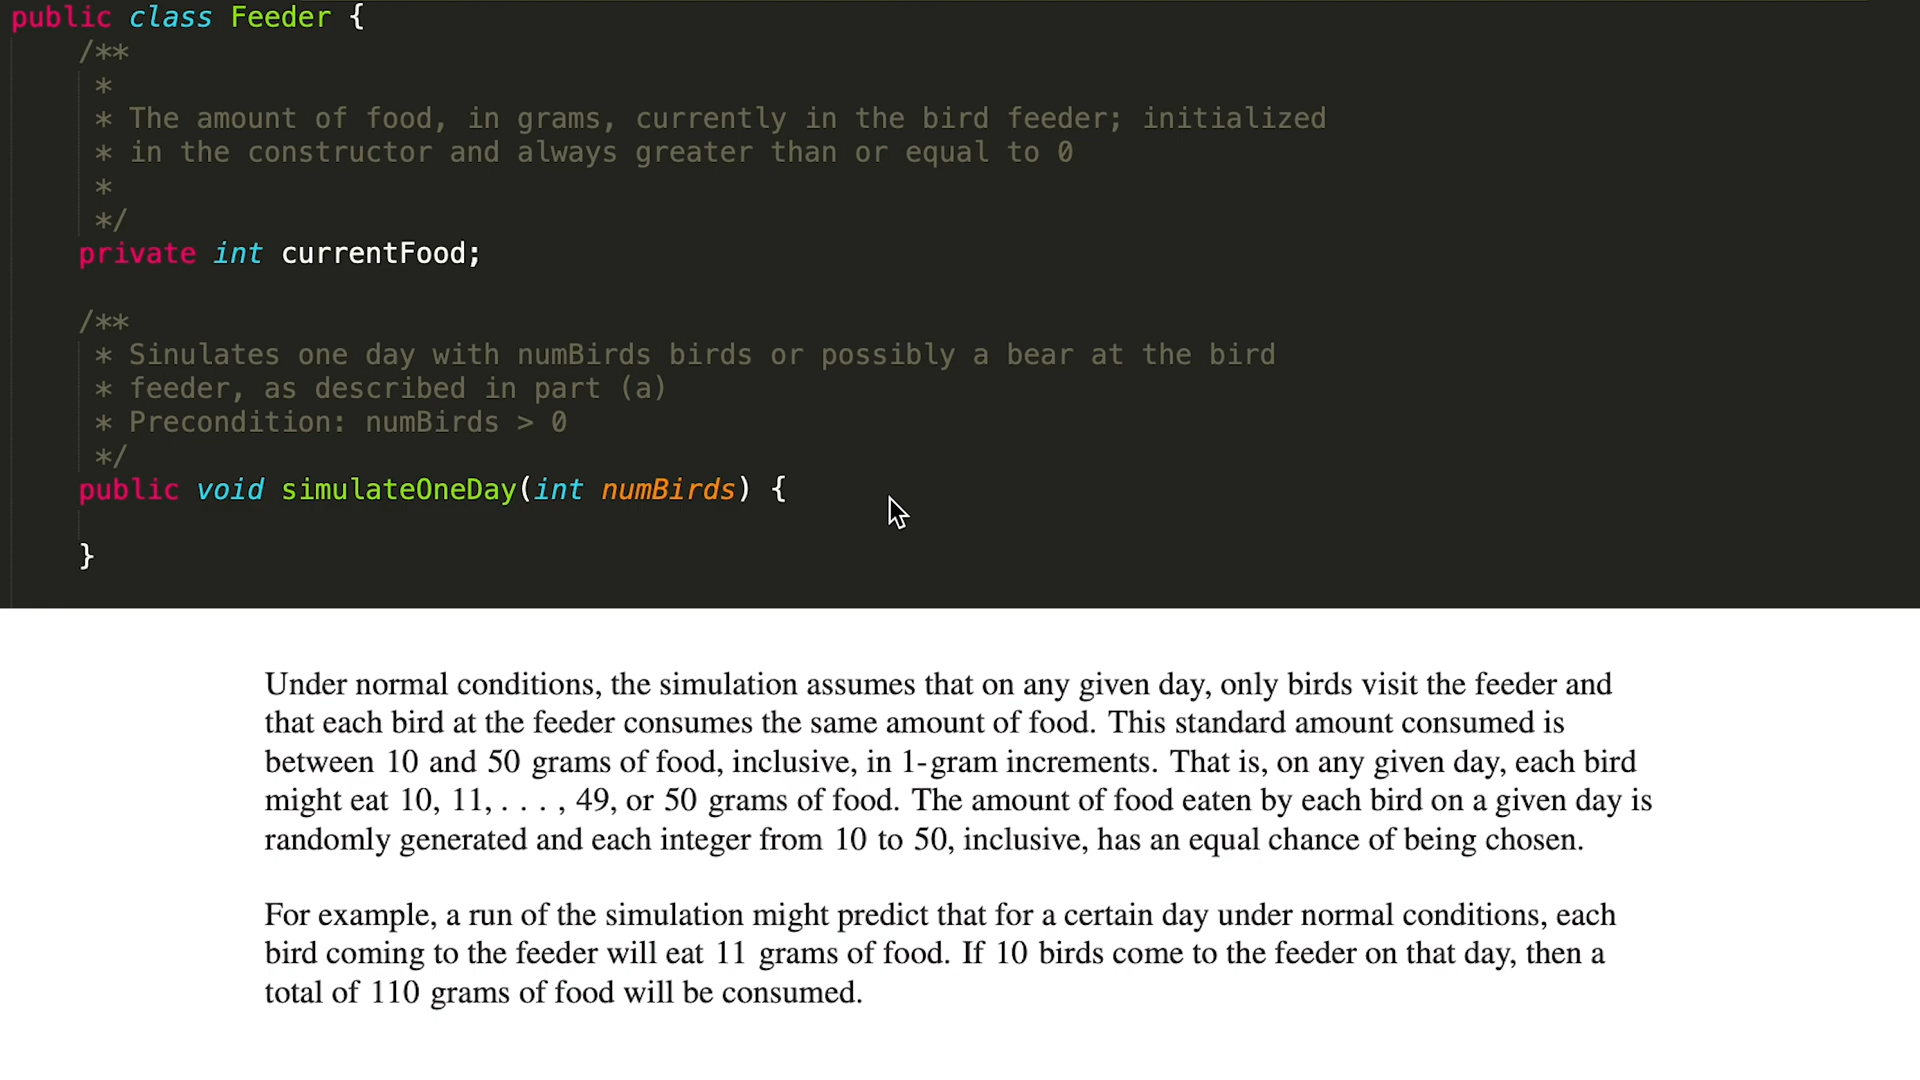 public class Feeder {
/**
*
* The amount of food, in grams, currently in the bird feeder; initialized
* in the constructor and always greater than or equal to 0
*
*/
private int currentFood;
/**
* Sinulates one day with numBirds birds or possibly a bear at the bird
* feeder, as described in part (a)
* Precondition: numBirds > 0
*/
public void simulateOneDay(int numBirds) {
}
Under normal conditions, the simulation assumes that on any given day, only birds visit the feeder and
that each bird at the feeder consumes the same amount of food. This standard amount consumed is
between 10 and 50 grams of food, inclusive, in 1-gram increments. That is, on any given day, each bird
might eat 10, 11, . . . , 49, or 50 grams of food. The amount of food eaten by each bird on a given day is
randomly generated and each integer from 10 to 50, inclusive, has an equal chance of being chosen.
For example, a run of the simulation might predict that for a certain day under normal conditions, each
bird coming to the feeder will eat 11 grams of food. If 10 birds come to the feeder on that day, then a
total of 110 grams of food will be consumed.